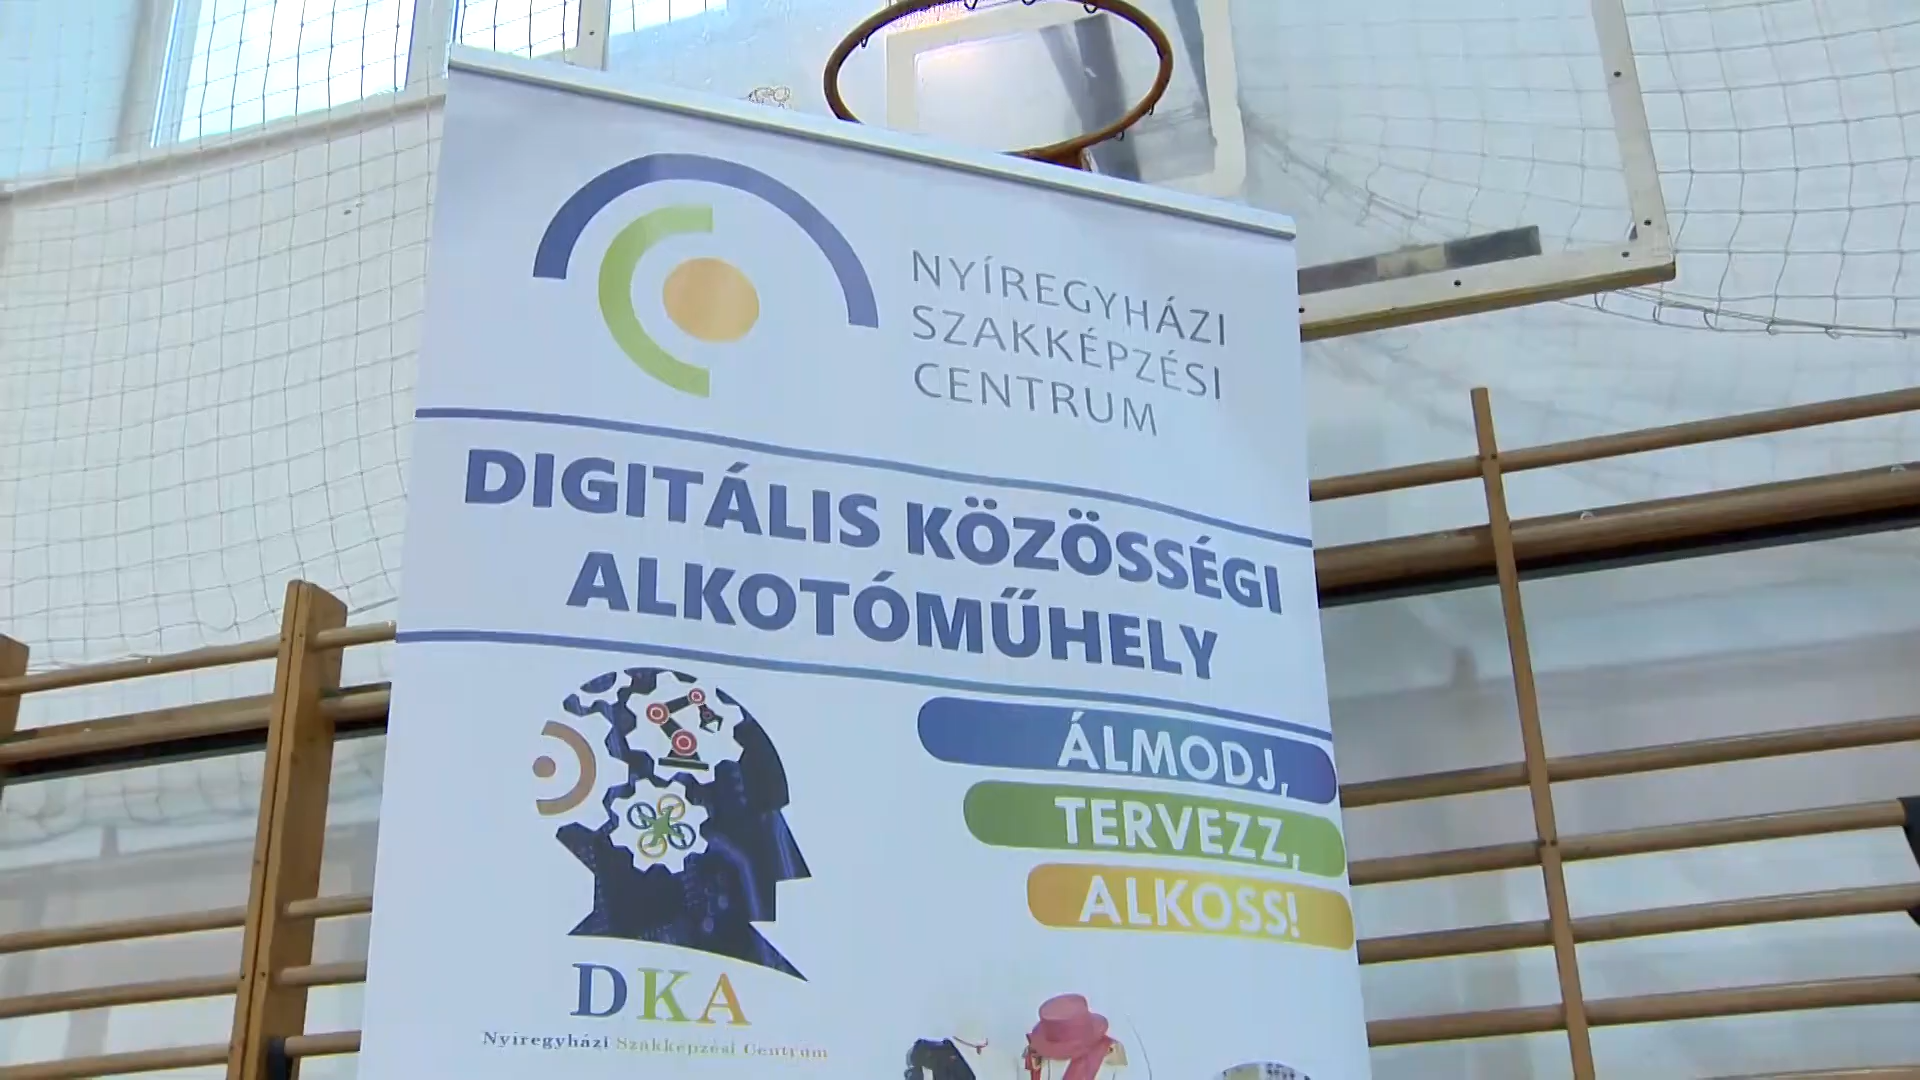 NYÍREGYHÁZI
SZAKKÉPZÉSI
CENTRUM
DIGITÁLIS KÖZÖSSÉGI
ALKOTÓMŰHELY
ÁLMODJ,
TERVEZZ,
ALKOSS!
DKA
Nyíregyházi Szakképzési Centrum